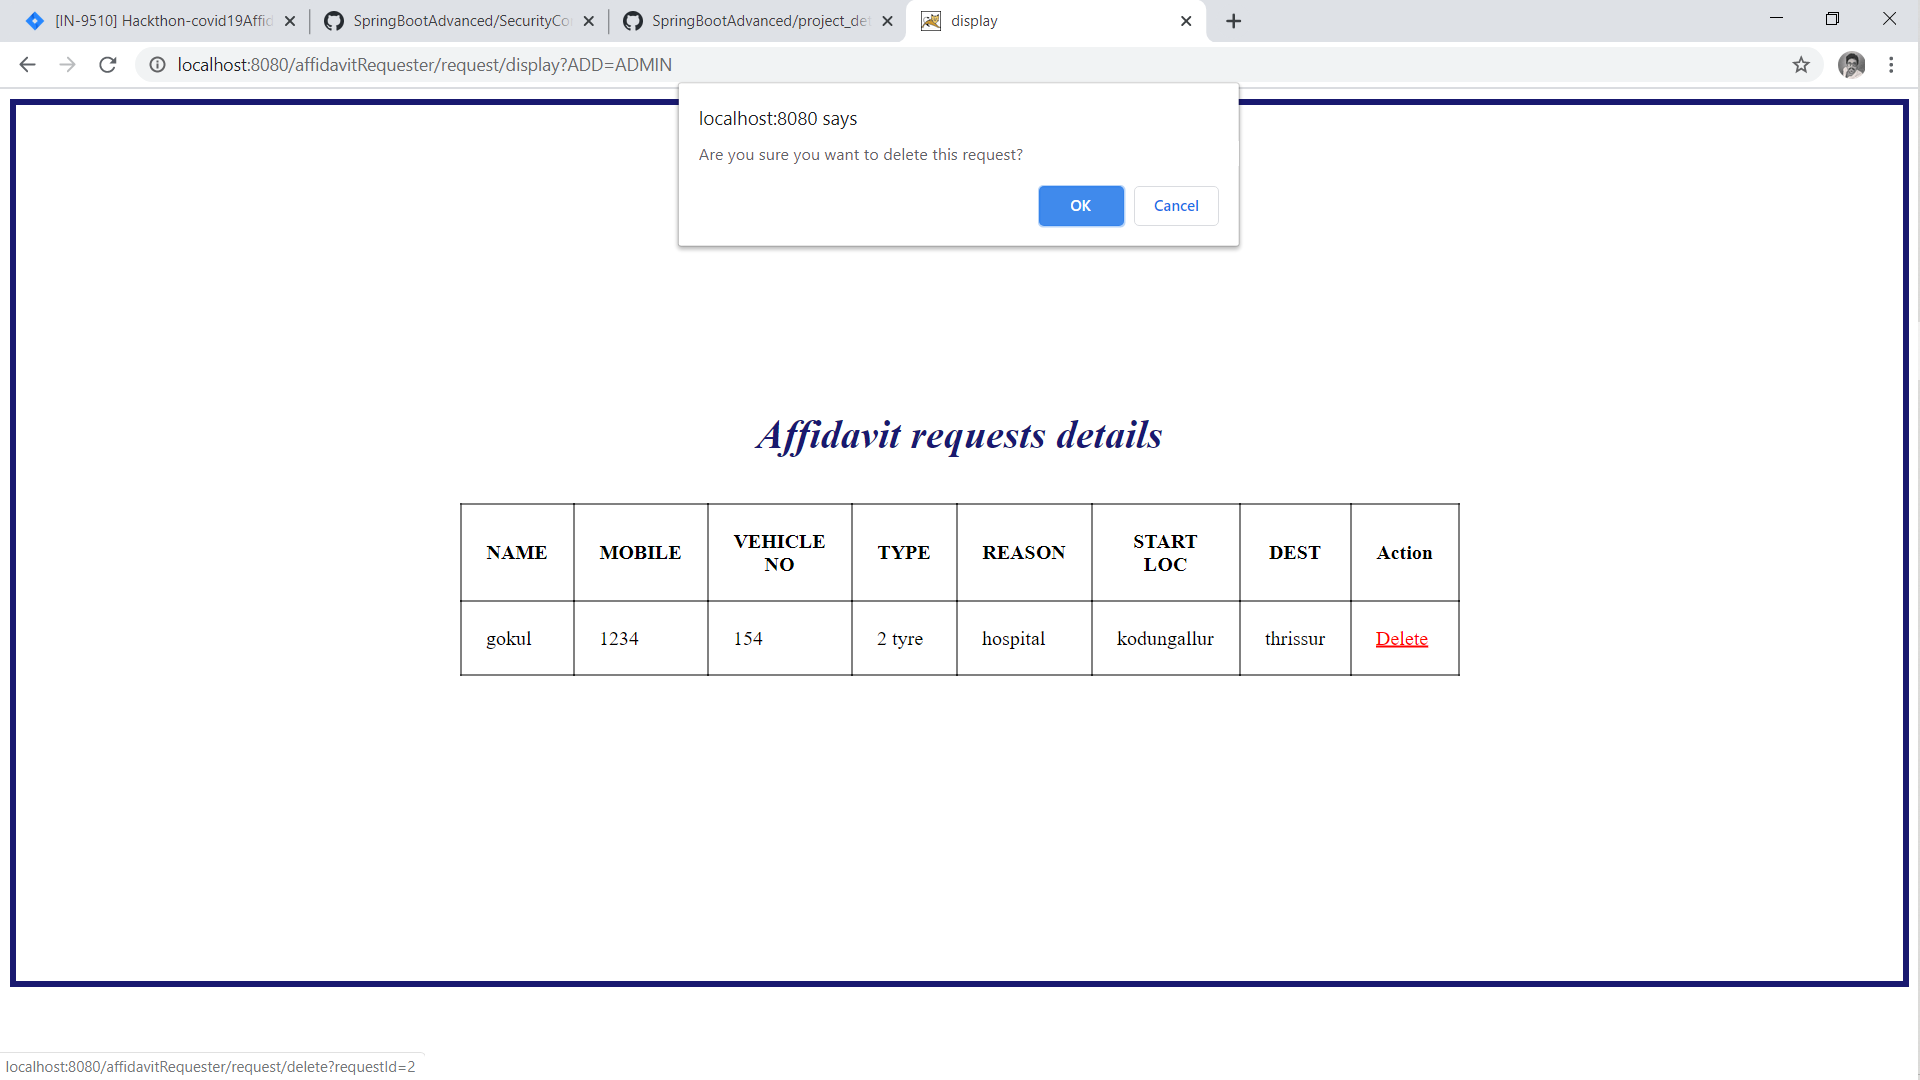 [IN-9510] Hackthon-covid19Affid
SpringBootAdvanced/SecurityCo
SpringBootAdvanced/project_det
display
localhost:8080/affidavitRequester/request/display?ADD=ADMIN
localhost:8080 says
Are you sure you want to delete this request?
OK
Cancel
Affidavit requests details
NAME MOBILE VEHICLE NO TYPE REASON START LOC DEST Action
gokul 1234 154 2 tyre hospital kodungallur thrissur Delete
localhost:8080/affidavitRequester/request/delete?requestId=2